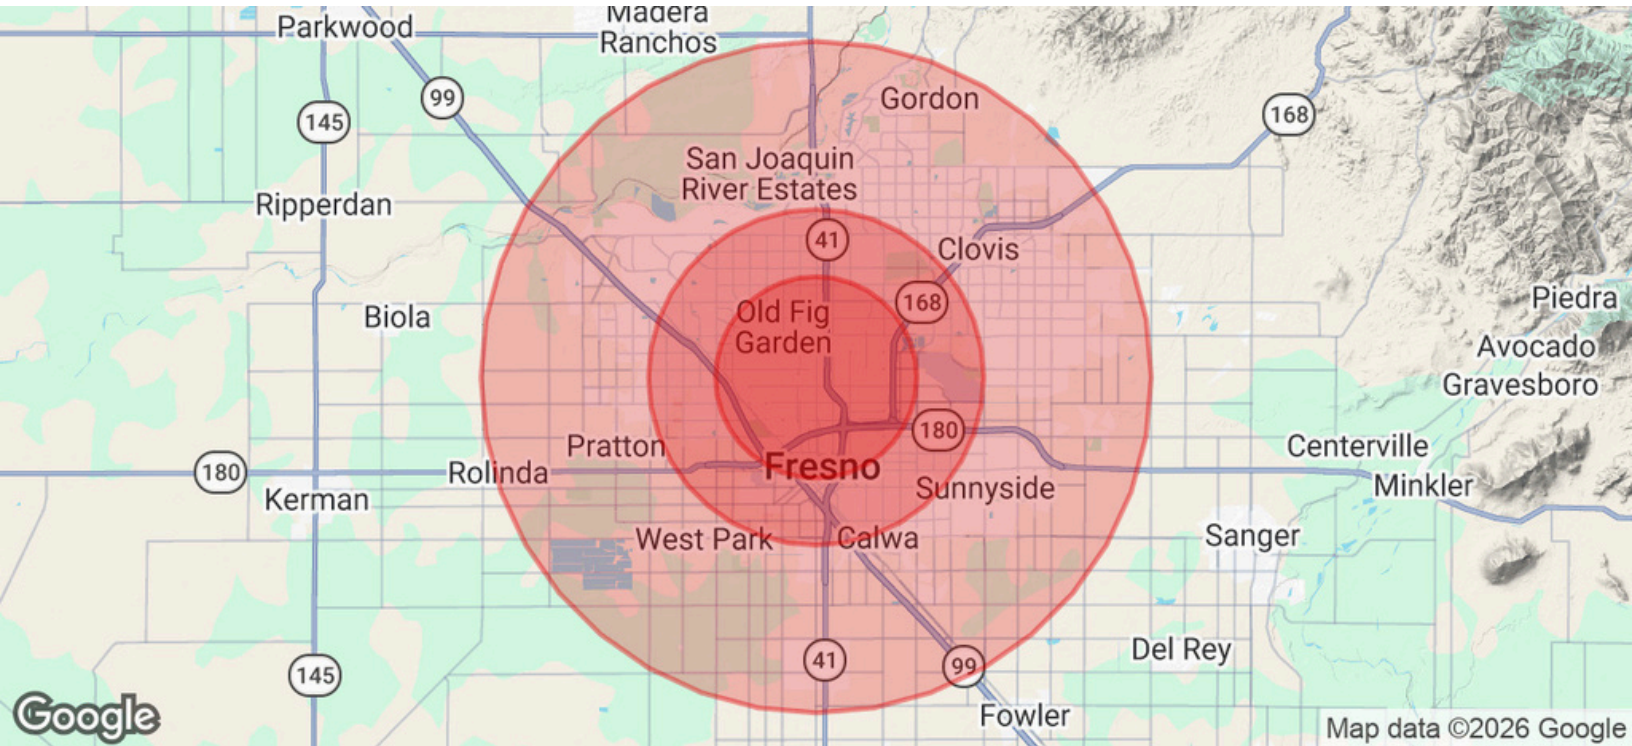 Madera
Ranchos
Parkwood
99
145
Gordon
168
San Joaquin
River Estates
Ripperdan
41
Clovis
168
Piedra
Biola
Old Fig
Garden
Avocado
Gravesboro
180
Pratton
Centerville
180
Rolinda
Fresno
Minkler
Kerman
Sunnyside
West Park
Calwa
Sanger
Del Rey
41
99
145
Fowler
Google
Map data ©2026 Google